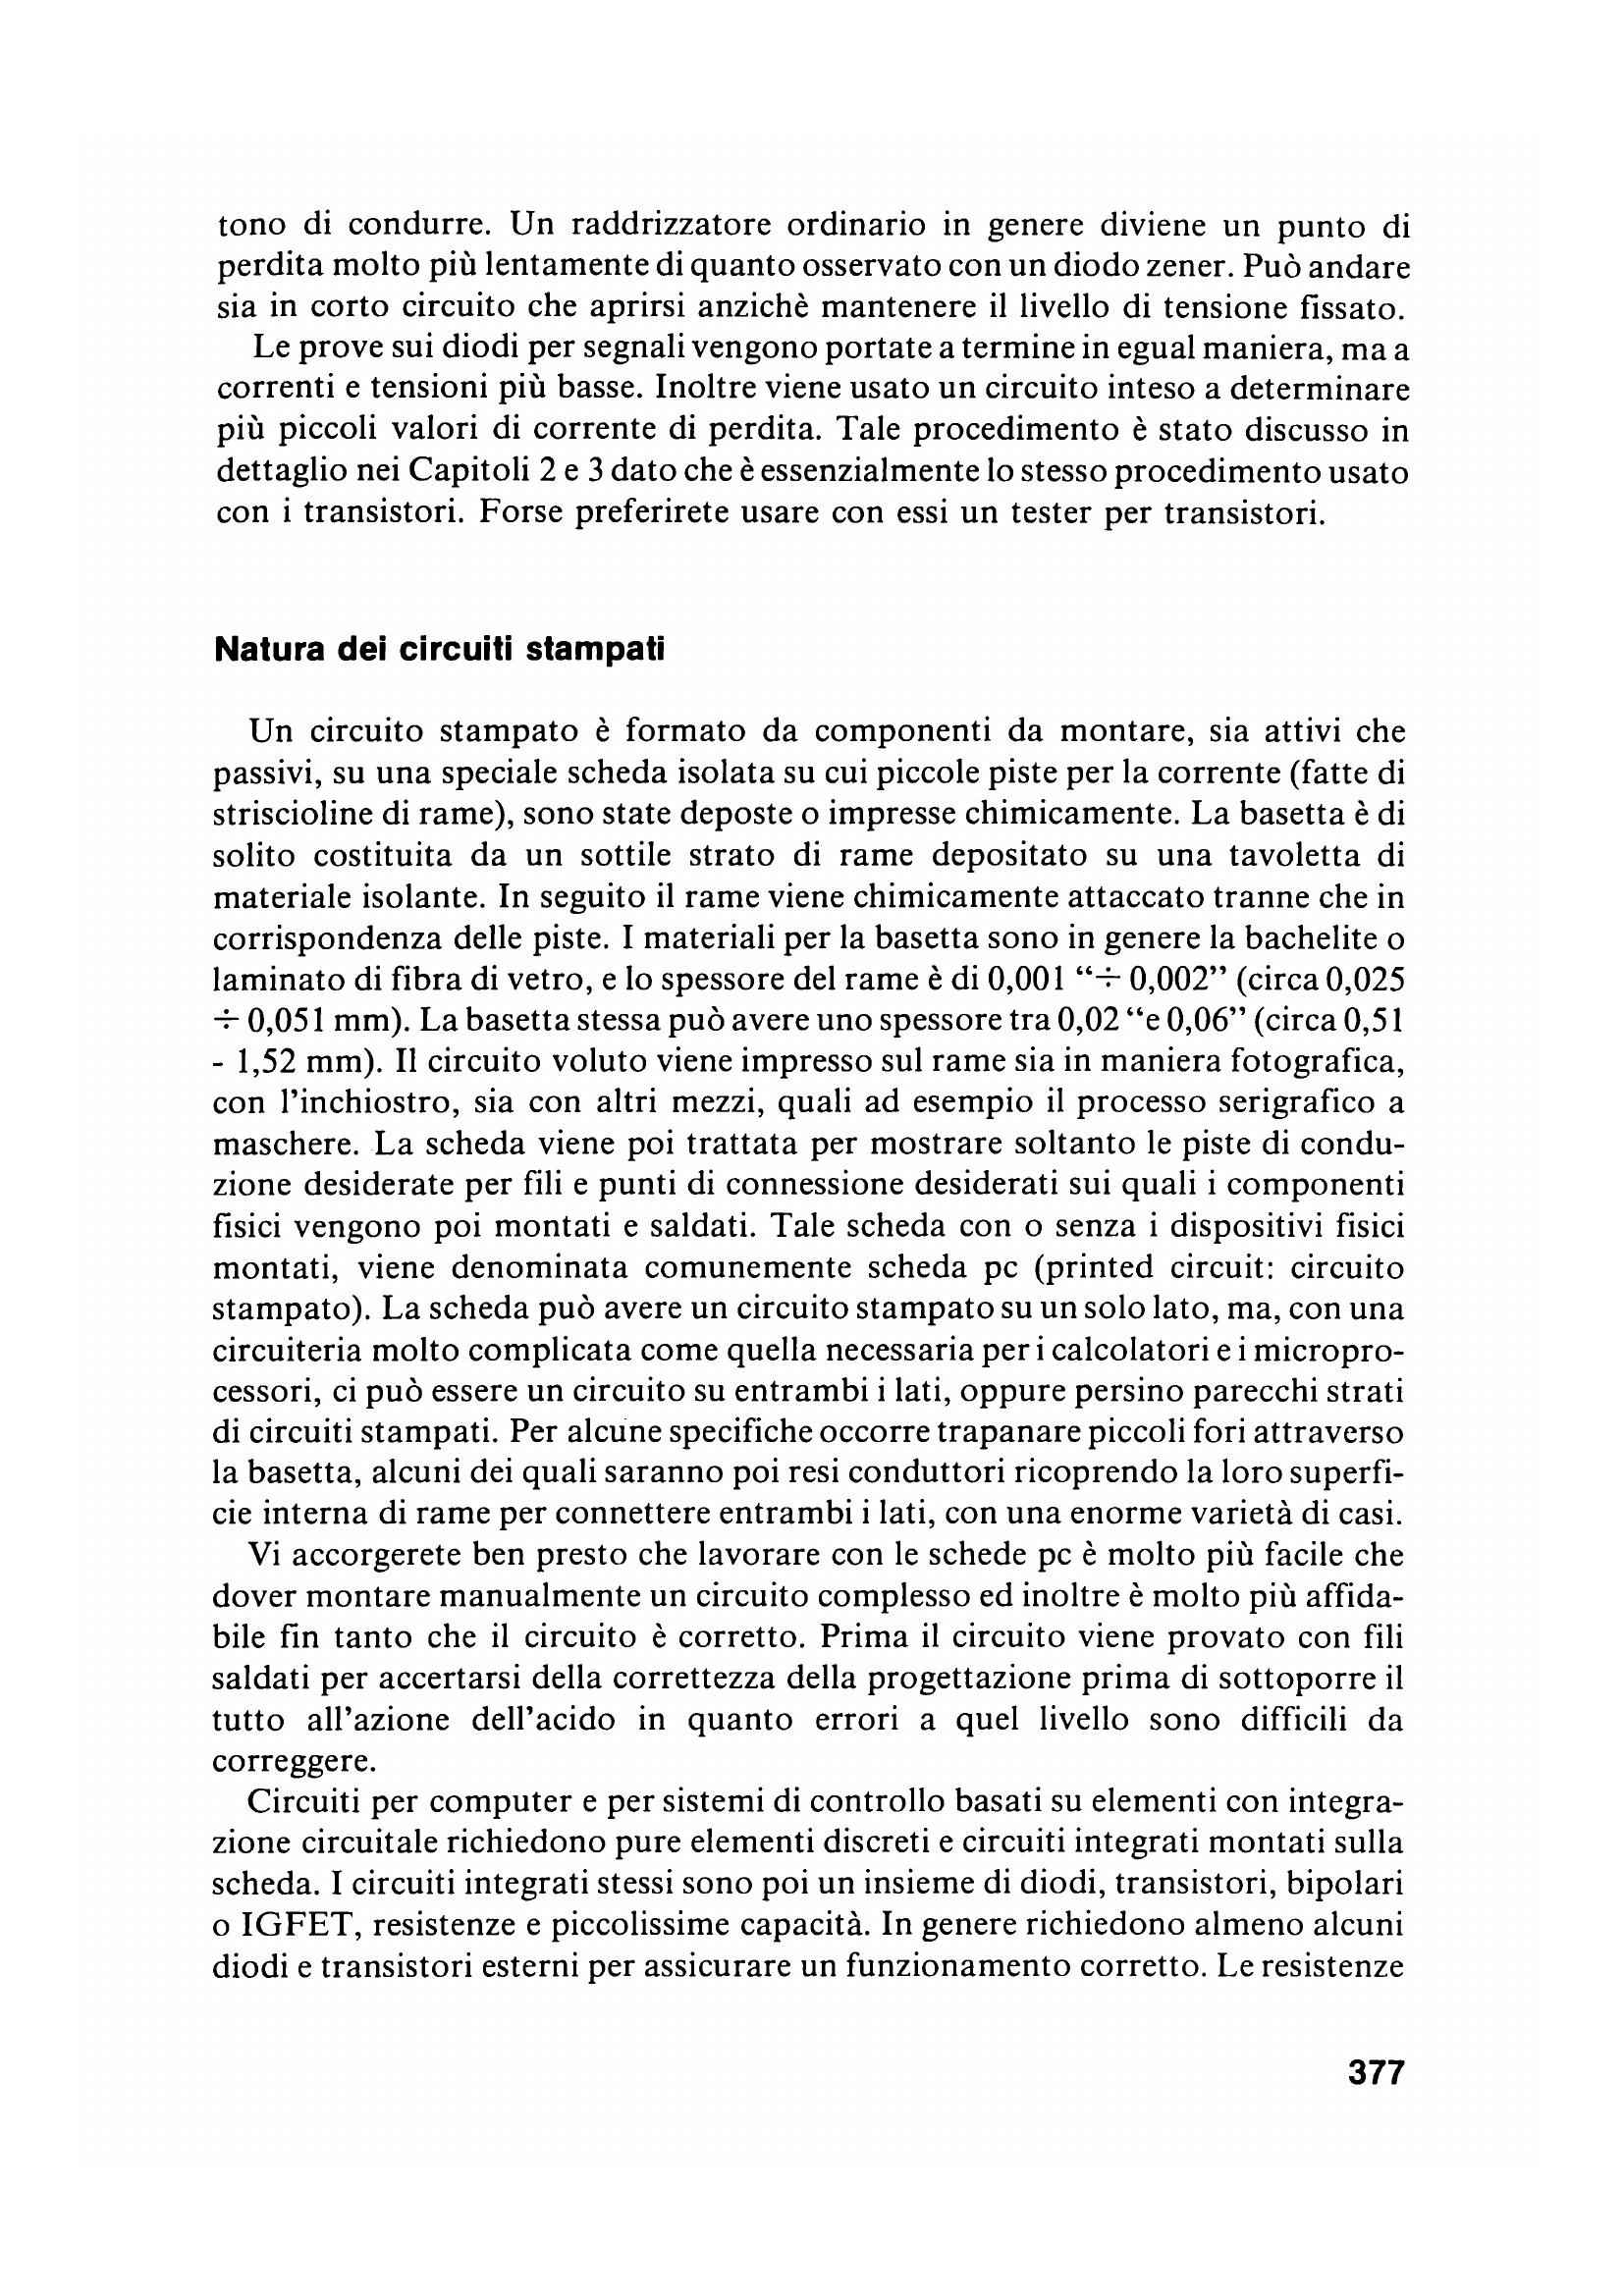 tono di condurre. Un raddrizzatore ordinario in genere diviene un punto di
perdita molto più lentamente di quanto osservato con un diodo zener. Può andare
sia in corto circuito che aprirsi anzichè mantenere il livello di tensione fissato.
Le prove sui diodi per segnali vengono portate a termine in egual maniera, ma a
correnti e tensioni più basse. Inoltre viene usato un circuito inteso a determinare
più piccoli valori di corrente di perdita. Tale procedimento è stato discusso in
dettaglio nei Capitoli 2 e 3 dato che è essenzialmente lo stesso procedimento usato
con i transistori. Forse preferirete usare con essi un tester per transistori.
Natura dei circuiti stampati
Un circuito stampato è formato da componenti da montare, sia attivi che
passivi, su una speciale scheda isolata su cui piccole piste per la corrente (fatte di
striscioline di rame), sono state deposte o impresse chimicamente. La basetta è di
solito costituita da un sottile strato di rame depositato su una tavoletta di
materiale isolante. In seguito il rame viene chimicamente attaccato tranne che in
corrispondenza delle piste. I materiali per la basetta sono in genere la bachelite o
laminato di fibra di vetro, e lo spessore del rame è di 0,001 “÷ 0,002” (circa 0,025
÷ 0,051 mm). La basetta stessa può avere uno spessore tra 0,02 “e 0,06” (circa 0,51
- 1,52 mm). Il circuito voluto viene impresso sul rame sia in maniera fotografica,
con l’inchiostro, sia con altri mezzi, quali ad esempio il processo serigrafico a
maschere. La scheda viene poi trattata per mostrare soltanto le piste di condu-
zione desiderate per fili e punti di connessione desiderati sui quali i componenti
fisici vengono poi montati e saldati. Tale scheda con o senza i dispositivi fisici
montati, viene denominata comunemente scheda pc (printed circuit: circuito
stampato). La scheda può avere un circuito stampato su un solo lato, ma, con una
circuiteria molto complicata come quella necessaria per i calcolatori e i micropro-
cessori, ci può essere un circuito su entrambi i lati, oppure persino parecchi strati
di circuiti stampati. Per alcune specifiche occorre trapanare piccoli fori attraverso
la basetta, alcuni dei quali saranno poi resi conduttori ricoprendo la loro superfi-
cie interna di rame per connettere entrambi i lati, con una enorme varietà di casi.
Vi accorgerete ben presto che lavorare con le schede pc è molto più facile che
dover montare manualmente un circuito complesso ed inoltre è molto più affida-
bile fin tanto che il circuito è corretto. Prima il circuito viene provato con fili
saldati per accertarsi della correttezza della progettazione prima di sottoporre il
tutto all’azione dell’acido in quanto errori a quel livello sono difficili da
correggere.
Circuiti per computer e per sistemi di controllo basati su elementi con integra-
zione circuitale richiedono pure elementi discreti e circuiti integrati montati sulla
scheda. I circuiti integrati stessi sono poi un insieme di diodi, transistori, bipolari
o IGFET, resistenze e piccolissime capacità. In genere richiedono almeno alcuni
diodi e transistori esterni per assicurare un funzionamento corretto. Le resistenze
377